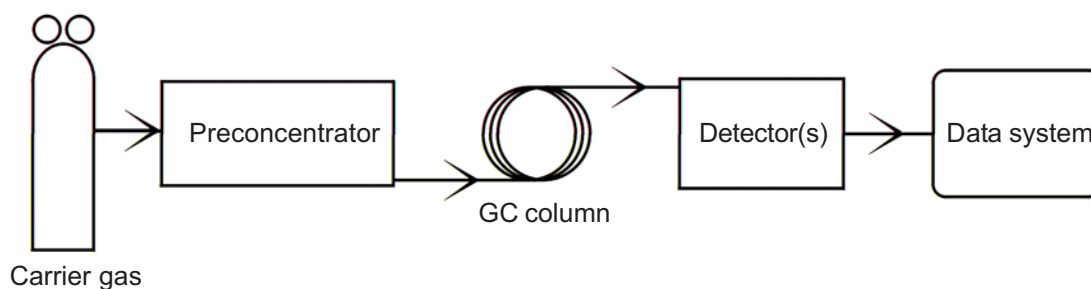 Preconcentrator
Detector(s)
Data system
GC column
Carrier gas